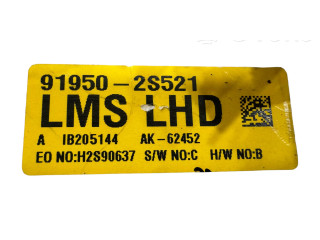 91950-2S521
LMS LHD
A IB205144 AK-62452
EO NO:H2S90637 S/W NO:C H/W NO:B